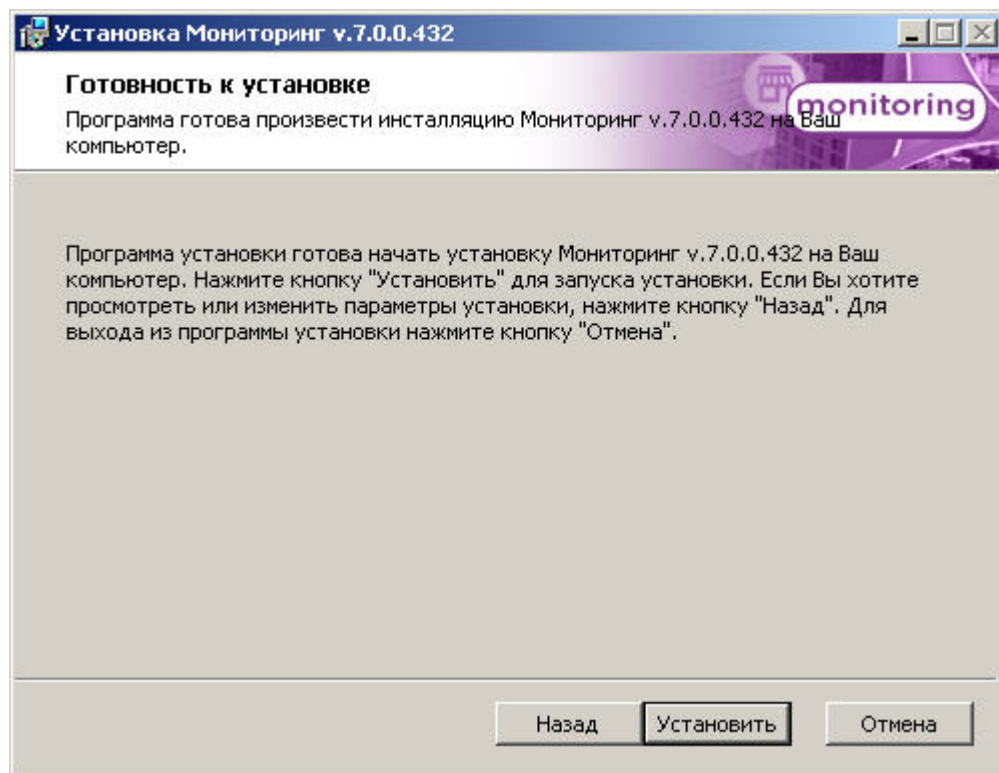 Установка Мониторинг v.7.0.0.432
Готовность к установке
Программа готова произвести инсталляцию Мониторинг v.7.0.0.432 на Ваш
компьютер.
monitoring
Программа установки готова начать установку Мониторинг v.7.0.0.432 на Ваш
компьютер. Нажмите кнопку "Установить" для запуска установки. Если Вы хотите
просмотреть или изменить параметры установки, нажмите кнопку "Назад". Для
выхода из программы установки нажмите кнопку "Отмена".
Назад
Установить
Отмена